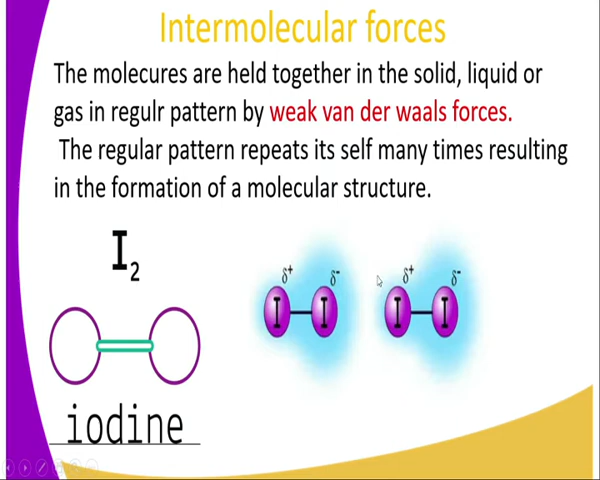 Intermolecular forces
The molecures are held together in the solid, liquid or
gas in regulr pattern by weak van der waals forces.
The regular pattern repeats its self many times resulting
in the formation of a molecular structure.
I₂
δ⁺ δ⁻ δ⁺ δ⁻
I I I I
iodine